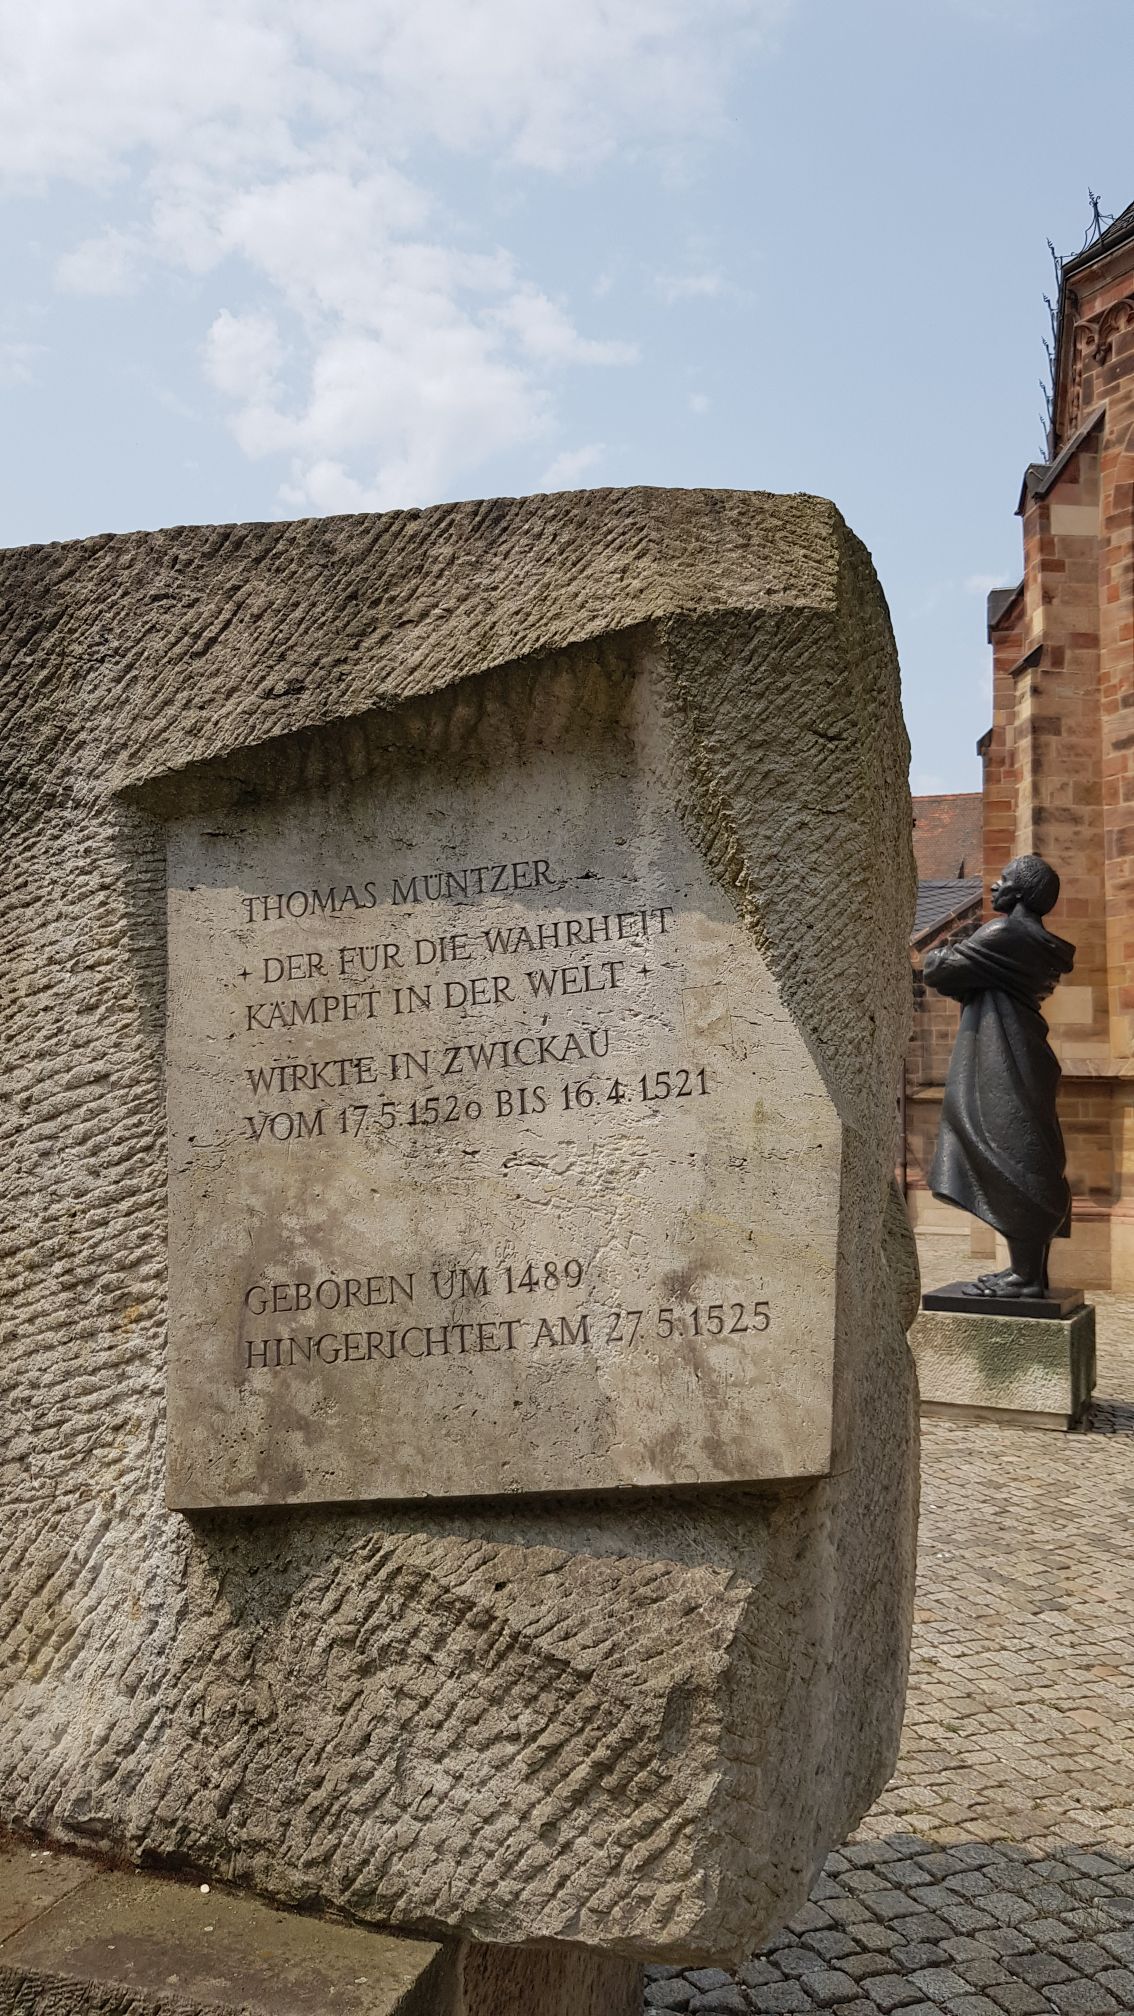 THOMAS MÜNTZER
+ DER FÜR DIE WAHRHEIT
KÄMPFT IN DER WELT +
WIRKTE IN ZWICKAU
VOM 17.5.1520 BIS 16.4.1521
GEBOREN UM 1489
HINGERICHTET AM 27.5.1525